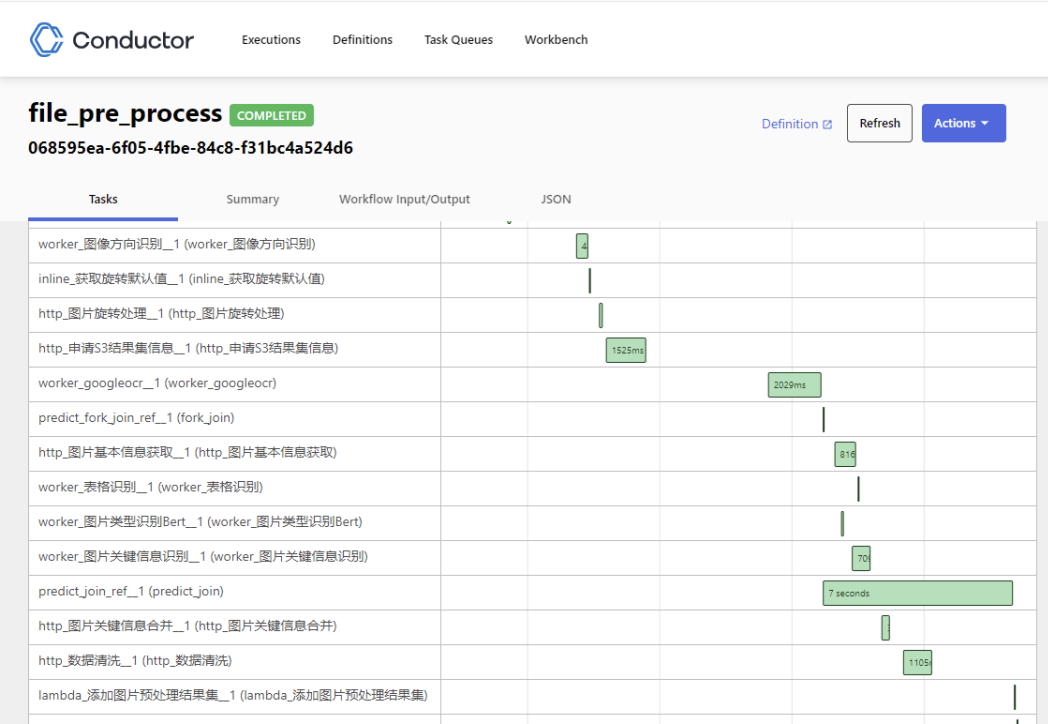 Conductor
Executions Definitions Task Queues Workbench
file_pre_process COMPLETED
Definition Refresh Actions
068595ea-6f05-4fbe-84c8-f31bc4a524d6
Tasks Summary Workflow Input/Output JSON
worker_图像方向识别__1 (worker_图像方向识别) 4
inline_获取旋转默认值__1 (inline_获取旋转默认值)
http_图片旋转处理__1 (http_图片旋转处理)
http_申请S3结果集信息__1 (http_申请S3结果集信息) 1525ms
worker_googleocr__1 (worker_googleocr) 2029ms
predict_fork_join_ref__1 (fork_join)
http_图片基本信息获取__1 (http_图片基本信息获取) 816
worker_表格识别__1 (worker_表格识别)
worker_图片类型识别Bert__1 (worker_图片类型识别Bert)
worker_图片关键信息识别__1 (worker_图片关键信息识别) 709
predict_join_ref__1 (predict_join) 7 seconds
http_图片关键信息合并__1 (http_图片关键信息合并)
http_数据清洗__1 (http_数据清洗) 1105
lambda_添加图片预处理结果集__1 (lambda_添加图片预处理结果集)